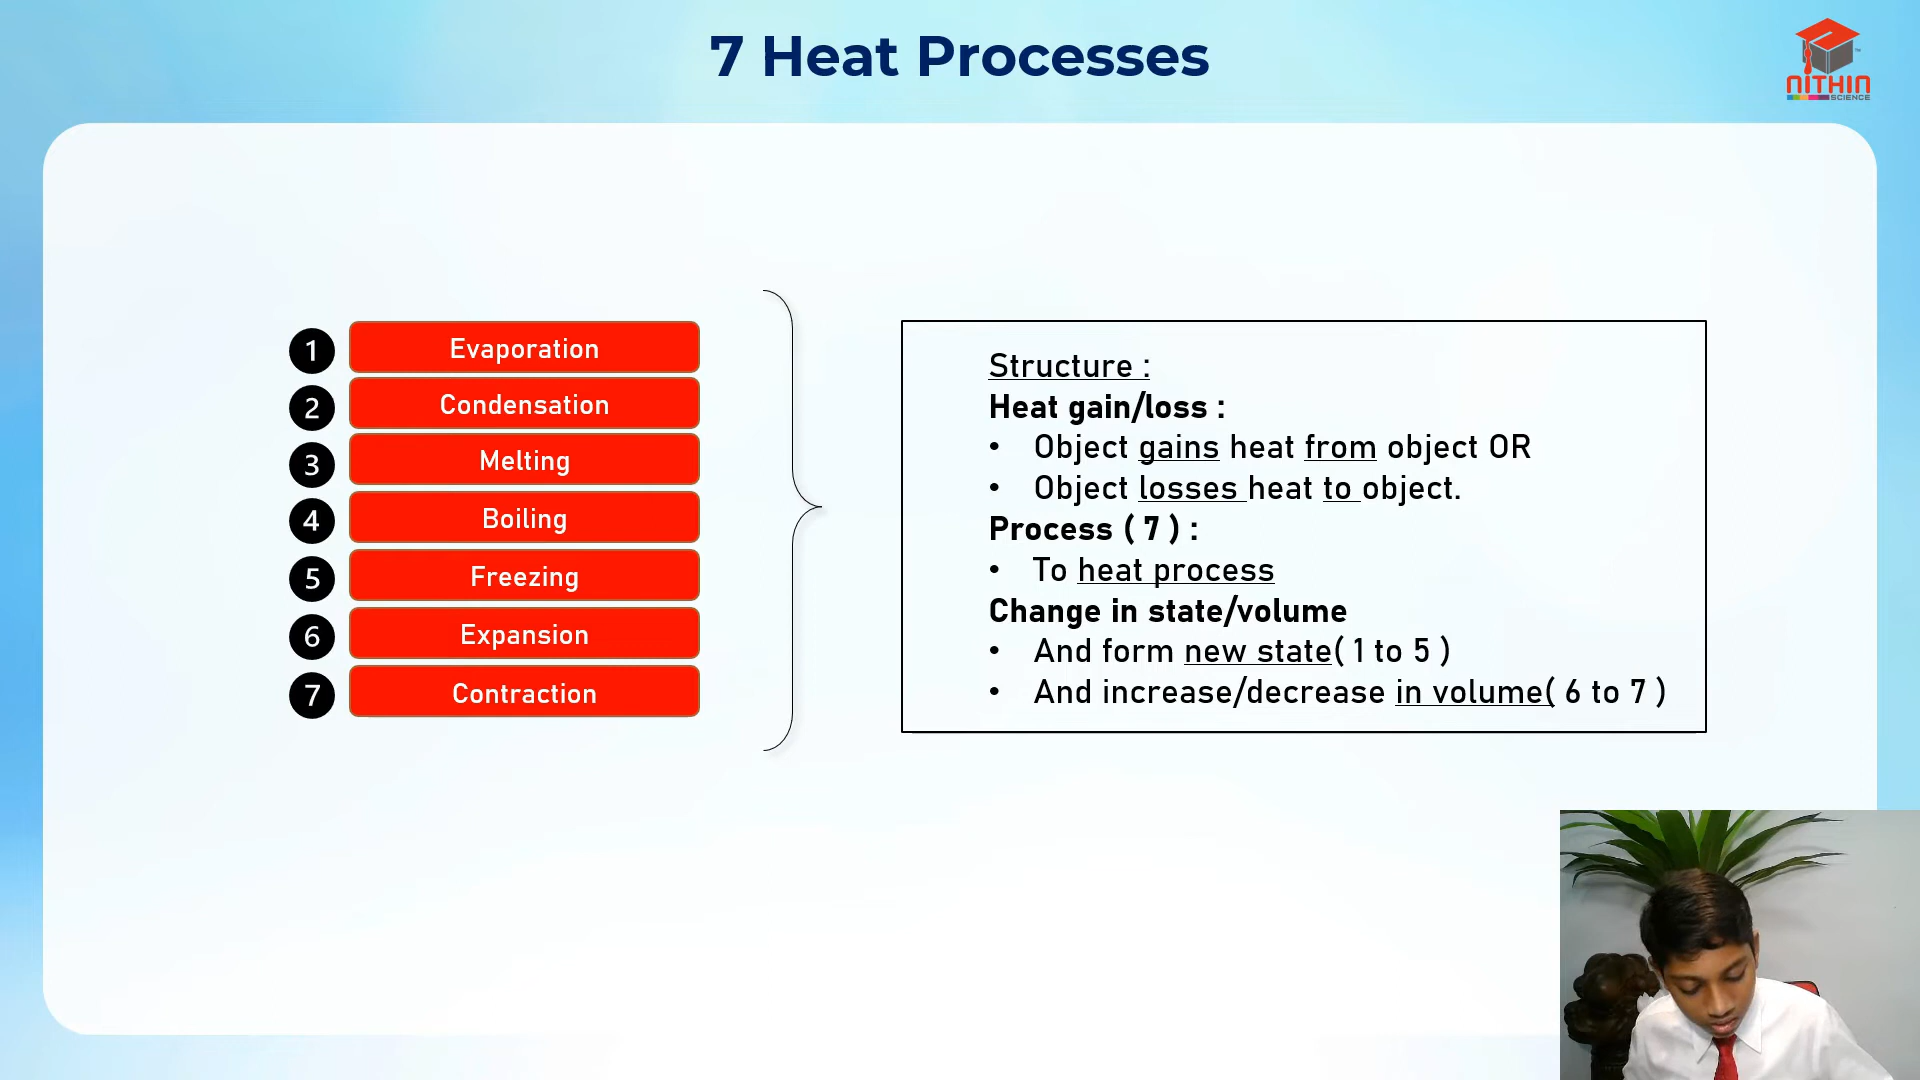 7 Heat Processes
NITHIN
SCIENCE
1 Evaporation
2 Condensation
3 Melting
4 Boiling
5 Freezing
6 Expansion
7 Contraction
Structure :
Heat gain/loss :
• Object gains heat from object OR
• Object losses heat to object.
Process ( 7 ) :
• To heat process
Change in state/volume
• And form new state( 1 to 5 )
• And increase/decrease in volume( 6 to 7 )